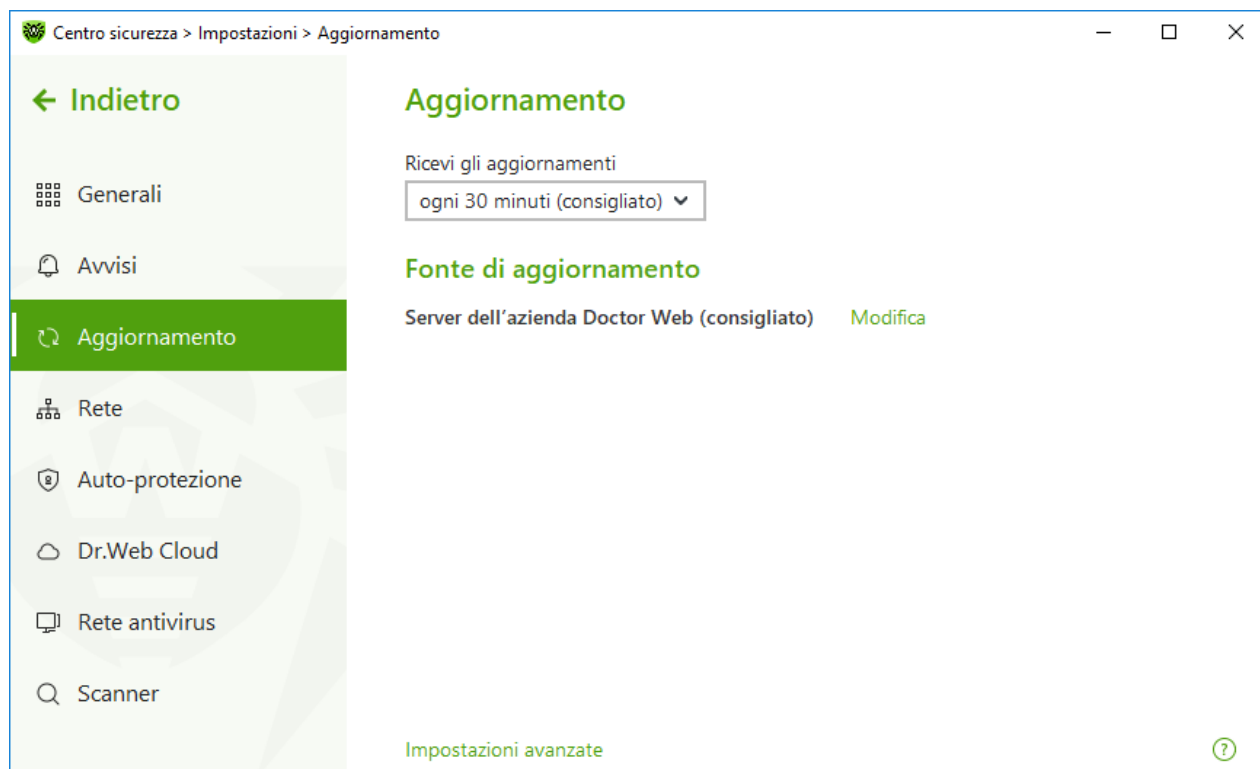 Centro sicurezza > Impostazioni > Aggiornamento
Indietro
Generali
Avvisi
Aggiornamento
Rete
Auto-protezione
Dr.Web Cloud
Rete antivirus
Scanner
Aggiornamento
Ricevi gli aggiornamenti
ogni 30 minuti (consigliato)
Fonte di aggiornamento
Server dell’azienda Doctor Web (consigliato) Modifica
Impostazioni avanzate
?